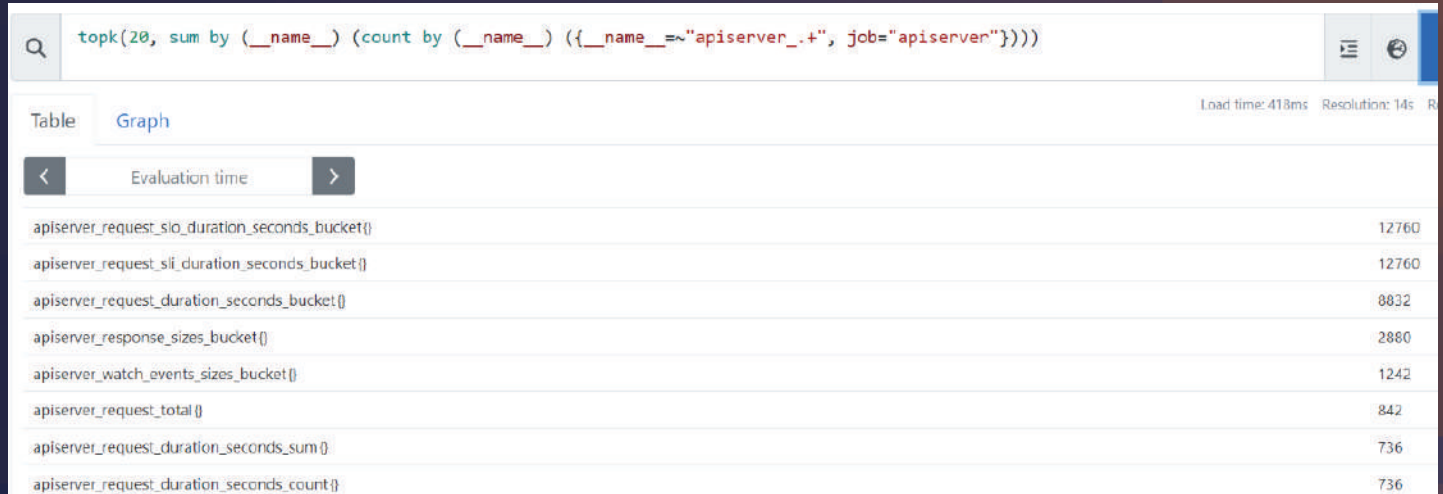 topk(20, sum by (__name__) (count by (__name__) ({__name__=~"apiserver_.+", job="apiserver"})))
Load time: 418ms Resolution: 14s
Table Graph
Evaluation time
apiserver_request_slo_duration_seconds_bucket{} 12760
apiserver_request_sli_duration_seconds_bucket{} 12760
apiserver_request_duration_seconds_bucket{} 8832
apiserver_response_sizes_bucket{} 2880
apiserver_watch_events_sizes_bucket{} 1242
apiserver_request_total{} 842
apiserver_request_duration_seconds_sum{} 736
apiserver_request_duration_seconds_count{} 736